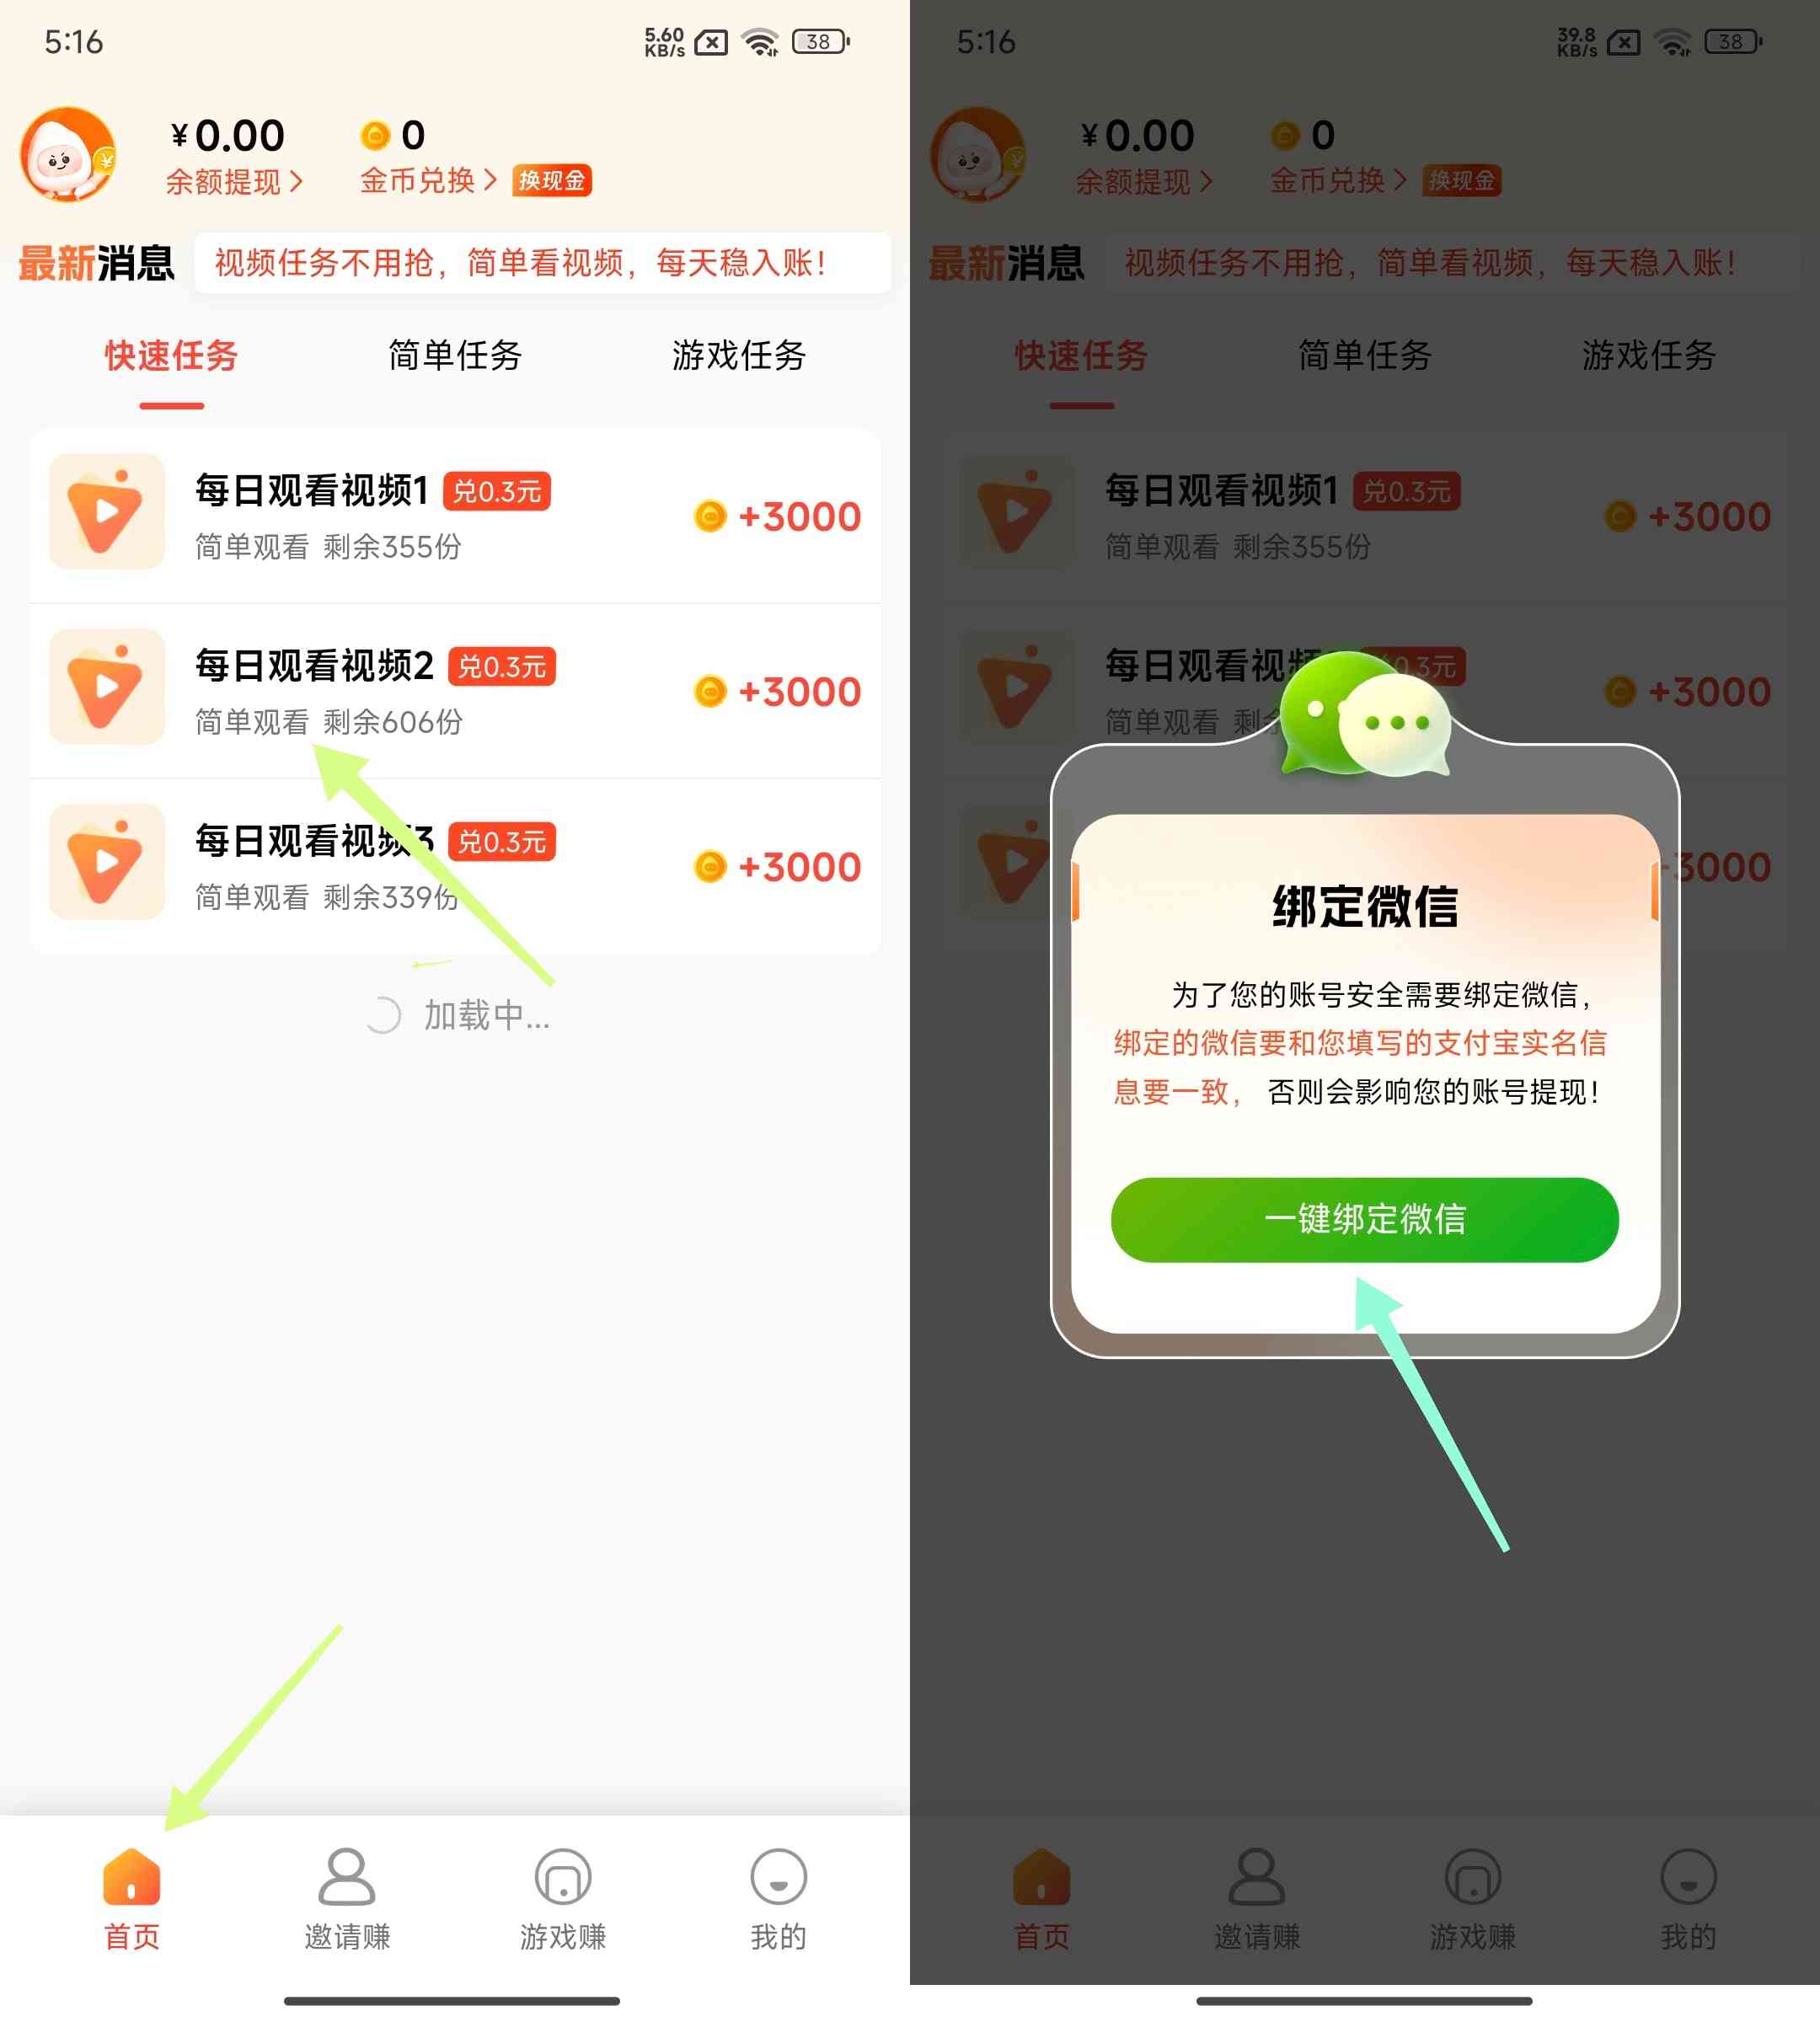 5:16
5.60
KB/s
38
¥0.00
0
余额提现
金币兑换
换现金
最新消息
视频任务不用抢，简单看视频，每天稳入账！
快速任务
简单任务
游戏任务
每日观看视频1
兑0.3元
+3000
简单观看 剩余355份
每日观看视频2
兑0.3元
+3000
简单观看 剩余606份
每日观看视频3
兑0.3元
+3000
简单观看 剩余339份
加载中...
首页
邀请赚
游戏赚
我的
5:16
39.8
KB/s
38
¥0.00
0
余额提现
金币兑换
换现金
最新消息
视频任务不用抢，简单看视频，每天稳入账！
快速任务
简单任务
游戏任务
每日观看视频1
兑0.3元
+3000
简单观看 剩余355份
每日观看视频
0.3元
+3000
简单观看 剩
3000
绑定微信
为了您的账号安全需要绑定微信，
绑定的微信要和您填写的支付宝实名信
息要一致，否则会影响您的账号提现！
一键绑定微信
首页
邀请赚
游戏赚
我的